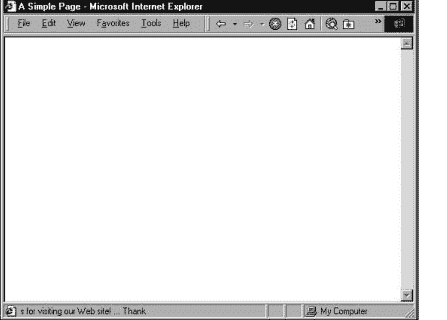 A Simple Page - Microsoft Internet Explorer
File Edit View Favorites Tools Help »
s for visiting our Web site! ... Thank My Computer